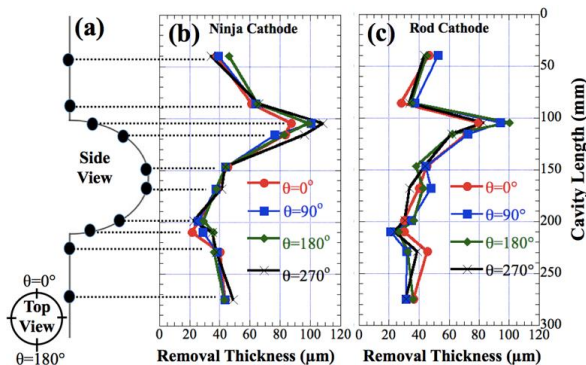 (a)
Side
View
θ=0°
Top
View
θ=180°
(b) Ninja Cathode
θ=0°
θ=90°
θ=180°
θ=270°
0 20 40 60 80 100 120
Removal Thickness (µm)
(c) Rod Cathode
θ=0°
θ=90°
θ=180°
θ=270°
0 20 40 60 80 100 120
Removal Thickness (µm)
0
50
100
150
200
250
300
Cavity Length (mm)